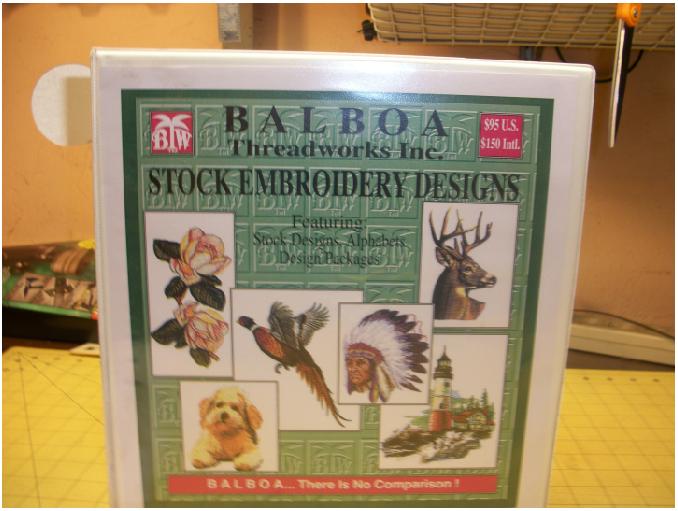 BALBOA
Threadworks Inc.
BTW
$95 U.S.
$150 Intl.
STOCK EMBROIDERY DESIGNS
Featuring:
Stock Designs, Alphabets,
Design Packages
BALBOA... There Is No Comparison !